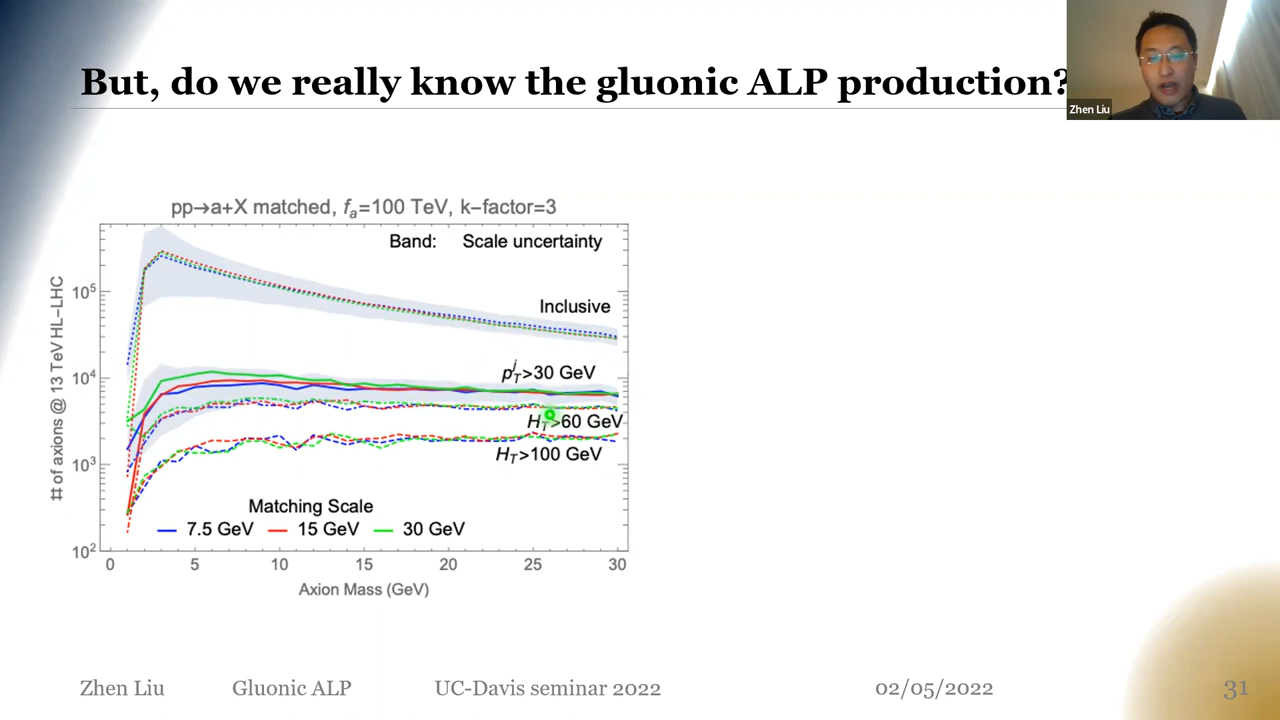 But, do we really know the gluonic ALP production?
Zhen Liu
pp→a+X matched, fa=100 TeV, k-factor=3
Band: Scale uncertainty
Inclusive
p_T^j>30 GeV
H_T>60 GeV
H_T>100 GeV
Matching Scale
7.5 GeV 15 GeV 30 GeV
# of axions @ 13 TeV HL-LHC
10^5
10^4
10^3
10^2
0 5 10 15 20 25 30
Axion Mass (GeV)
Zhen Liu Gluonic ALP UC-Davis seminar 2022 02/05/2022 31